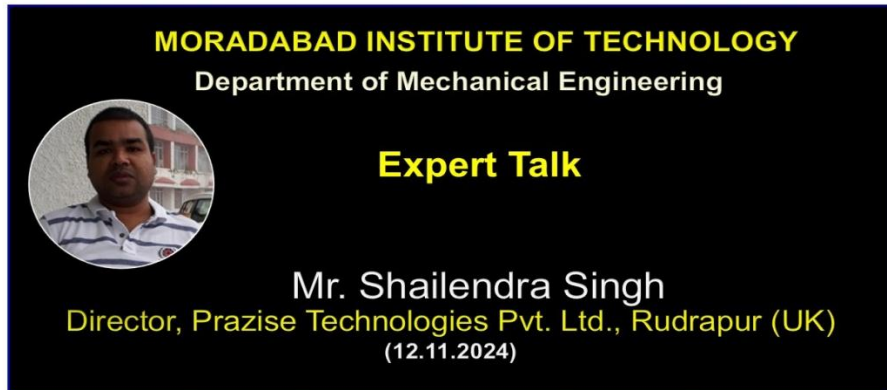 MORADABAD INSTITUTE OF TECHNOLOGY
Department of Mechanical Engineering
Expert Talk
Mr. Shailendra Singh
Director, Prazise Technologies Pvt. Ltd., Rudrapur (UK)
(12.11.2024)